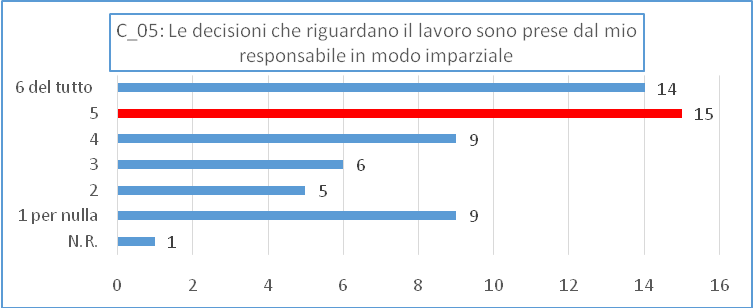 C_05: Le decisioni che riguardano il lavoro sono prese dal mio
responsabile in modo imparziale
6 del tutto 14
5 15
4 9
3 6
2 5
1 per nulla 9
N.R. 1
0 2 4 6 8 10 12 14 16